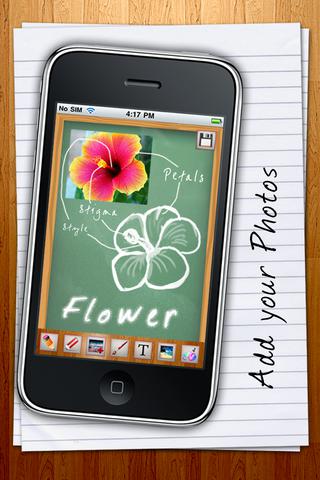 No SIM 4:17 PM
Petals
Stigma
Style
Flower
T
Add your Photos